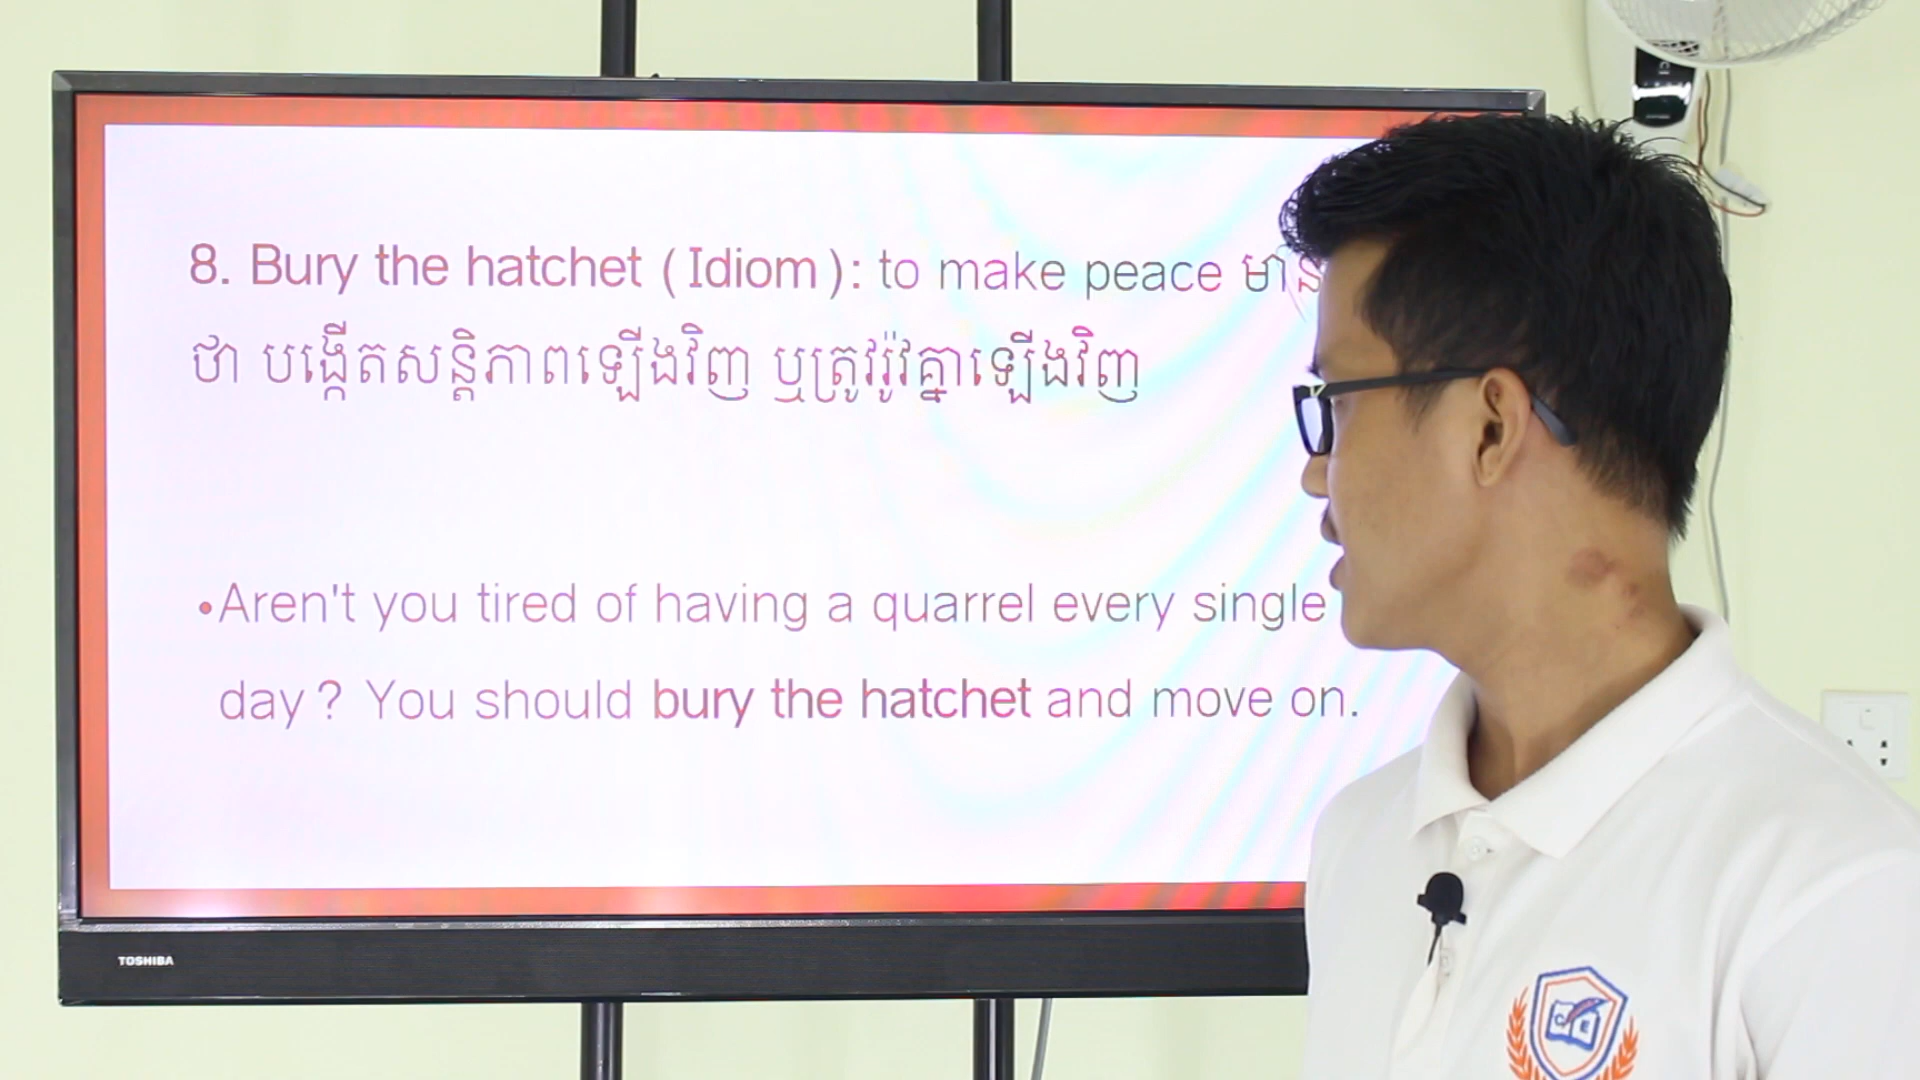 8. Bury the hatchet (Idiom): to make peace មាន
ថា បង្កើតសន្តិភាពឡើងវិញ ឬត្រូវរ៉ូវគ្នាឡើងវិញ
•Aren't you tired of having a quarrel every single
day? You should bury the hatchet and move on.
TOSHIBA
C E